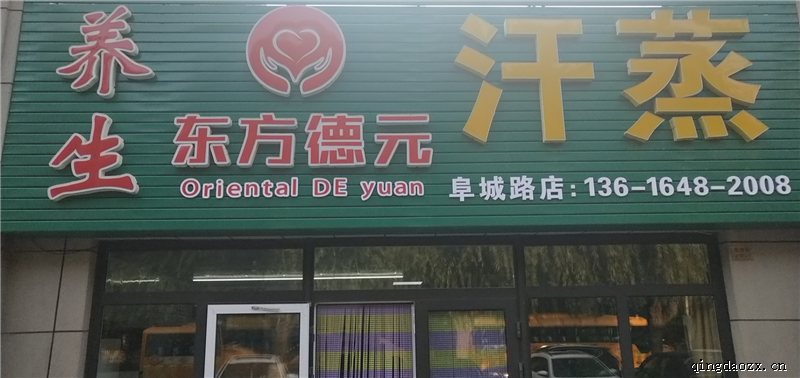 养生
东方德元
Oriental DE yuan
汗蒸
阜城路店:136-1648-2008
qingdaozx.cn